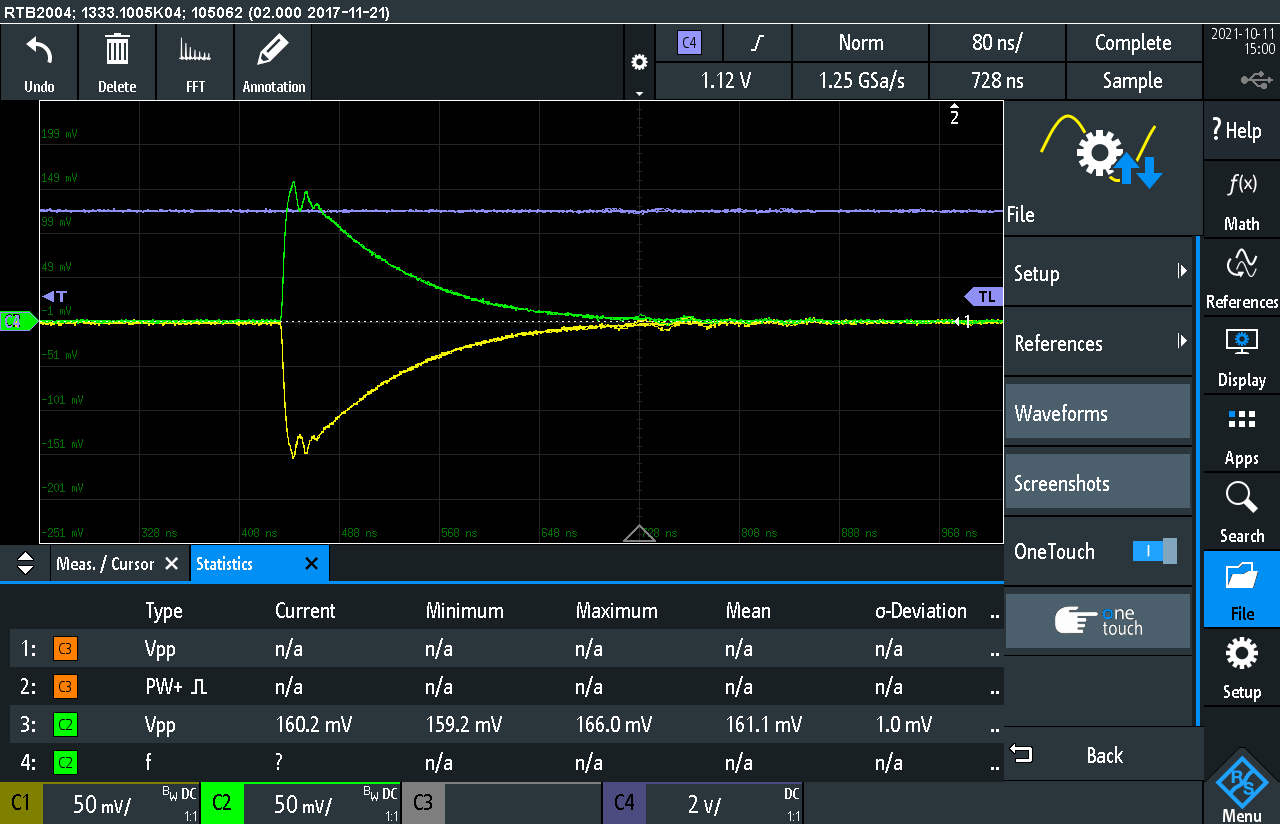 RTB2004; 1333.1005K04; 105062 (02.000 2017-11-21)
Undo Delete FFT Annotation
C4 Norm 80 ns/ Complete
1.12 V 1.25 GSa/s 728 ns Sample
2021-10-11
15:00
2
199 mV
149 mV
99 mV
49 mV
-1 mV
-51 mV
-101 mV
-151 mV
-201 mV
-251 mV
T
TL
C2
1
328 ns 408 ns 488 ns 568 ns 648 ns 728 ns 808 ns 888 ns 968 ns
File
Setup
References
Waveforms
Screenshots
OneTouch I
one
touch
Back
? Help
f(x)
Math
References
Display
Apps
Search
File
Setup
R S
Menu
Meas. / Cursor X Statistics X
Type Current Minimum Maximum Mean σ-Deviation ..
1: C3 Vpp n/a n/a n/a n/a n/a ..
2: C3 PW+ n/a n/a n/a n/a n/a ..
3: C2 Vpp 160.2 mV 159.2 mV 166.0 mV 161.1 mV 1.0 mV ..
4: C2 f ? n/a n/a n/a n/a ..
C1 50 mV/ BW DC 1:1 C2 50 mV/ BW DC 1:1 C3 C4 2 V/ DC 1:1